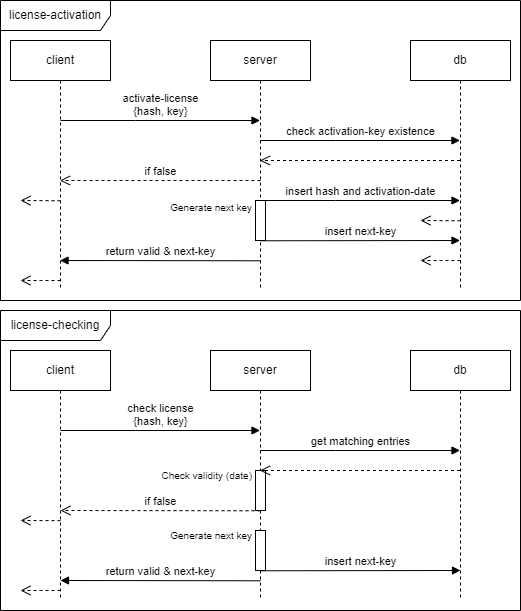 license-activation
client
server
db
activate-license
{hash, key}
check activation-key existence
if false
insert hash and activation-date
Generate next key
insert next-key
return valid & next-key
license-checking
client
server
db
check license
{hash, key}
get matching entries
Check validity (date)
if false
Generate next key
insert next-key
return valid & next-key